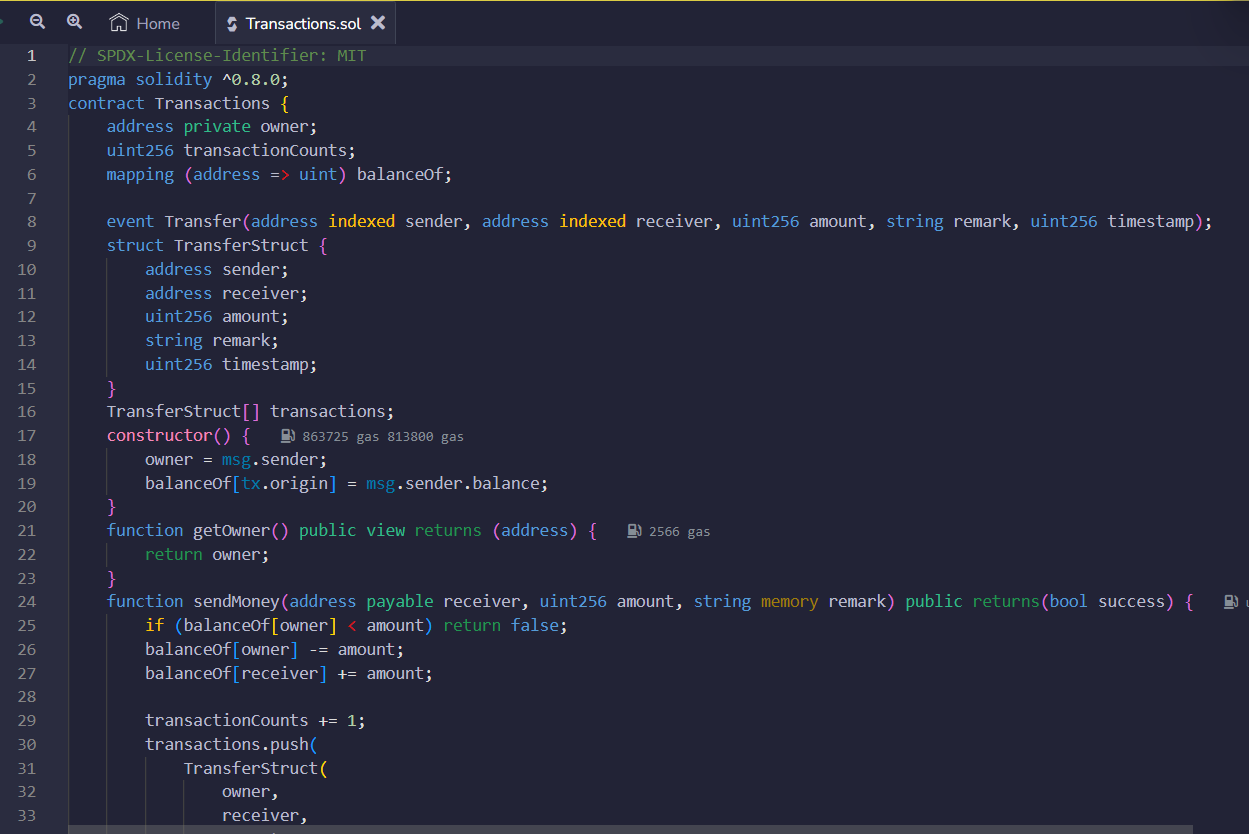 Home Transactions.sol
1 // SPDX-License-Identifier: MIT
2 pragma solidity ^0.8.0;
3 contract Transactions {
4 address private owner;
5 uint256 transactionCounts;
6 mapping (address => uint) balanceOf;
7
8 event Transfer(address indexed sender, address indexed receiver, uint256 amount, string remark, uint256 timestamp);
9 struct TransferStruct {
10 address sender;
11 address receiver;
12 uint256 amount;
13 string remark;
14 uint256 timestamp;
15 }
16 TransferStruct[] transactions;
17 constructor() { 863725 gas 813800 gas
18 owner = msg.sender;
19 balanceOf[tx.origin] = msg.sender.balance;
20 }
21 function getOwner() public view returns (address) { 2566 gas
22 return owner;
23 }
24 function sendMoney(address payable receiver, uint256 amount, string memory remark) public returns(bool success) {
25 if (balanceOf[owner] < amount) return false;
26 balanceOf[owner] -= amount;
27 balanceOf[receiver] += amount;
28
29 transactionCounts += 1;
30 transactions.push(
31 TransferStruct(
32 owner,
33 receiver,